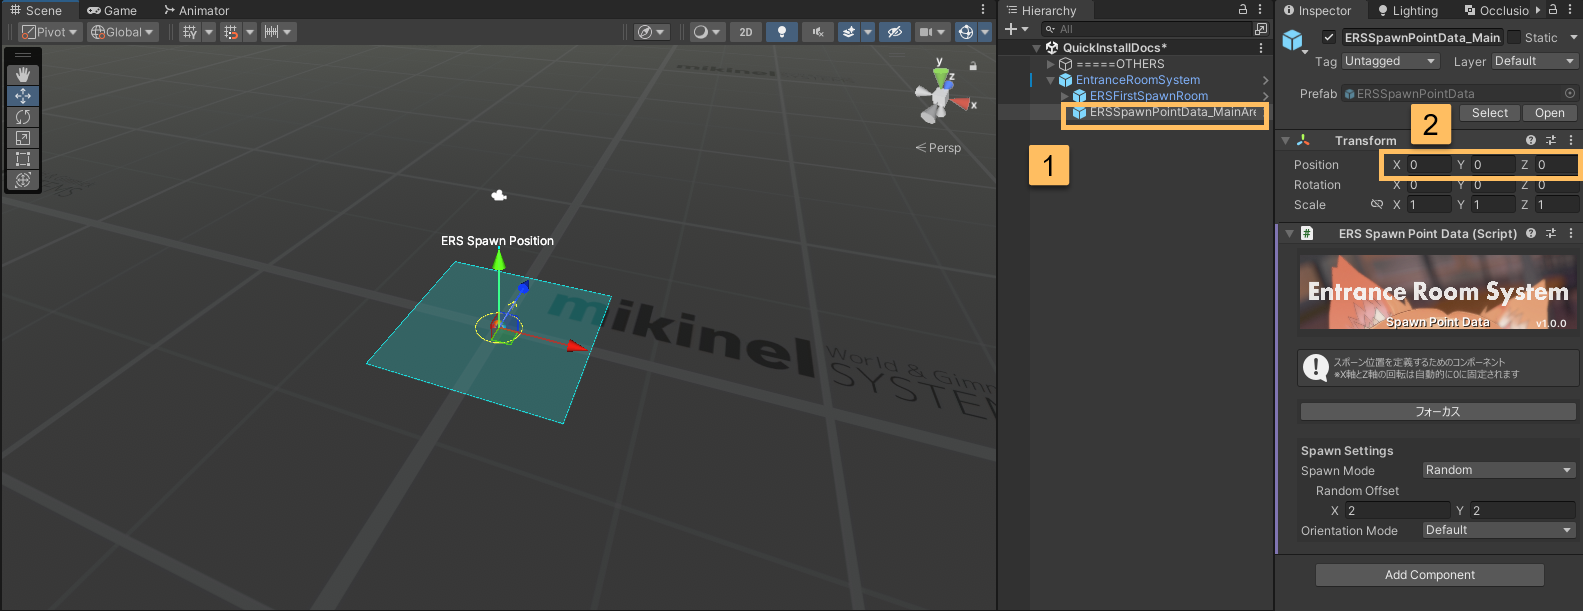 Scene Game Animator
Pivot Global 2D
mikinel
y
z
x
Persp
ERS Spawn Position
mikinel
World & Gimm
SYSTEM
Hierarchy
All
QuickInstallDocs*
=====OTHERS
EntranceRoomSystem
ERSFirstSpawnRoom
ERSSpawnPointData_MainAre
1
Inspector Lighting Occlusio
ERSSpawnPointData_Main Static
Tag Untagged Layer Default
Prefab ERSSpawnPointData
Select Open
2
Transform
Position X 0 Y 0 Z 0
Rotation X 0 Y 0 Z 0
Scale X 1 Y 1 Z 1
# ERS Spawn Point Data (Script)
Entrance Room System
Spawn Point Data v1.0.0
スポーン位置を定義するためのコンポーネント
※X軸とZ軸の回転は自動的に0に固定されます
フォーカス
Spawn Settings
Spawn Mode Random
Random Offset
X 2 Y 2
Orientation Mode Default
Add Component